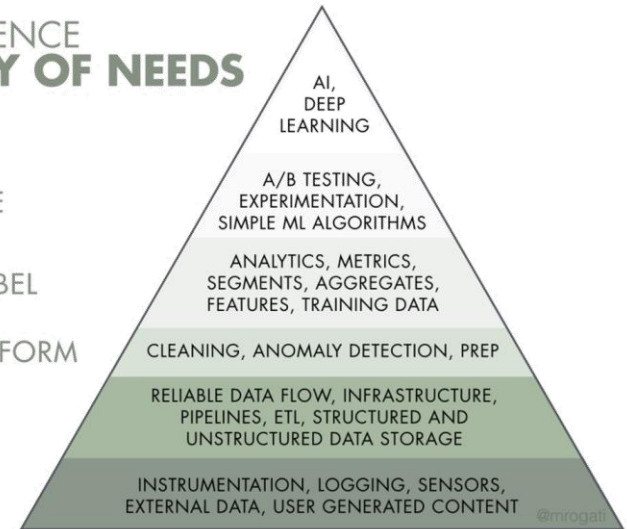 ENCE
Y OF NEEDS
AI,
DEEP
LEARNING
A/B TESTING,
EXPERIMENTATION,
SIMPLE ML ALGORITHMS
E
ANALYTICS, METRICS,
SEGMENTS, AGGREGATES,
FEATURES, TRAINING DATA
BEL
FORM
CLEANING, ANOMALY DETECTION, PREP
RELIABLE DATA FLOW, INFRASTRUCTURE,
PIPELINES, ETL, STRUCTURED AND
UNSTRUCTURED DATA STORAGE
INSTRUMENTATION, LOGGING, SENSORS,
EXTERNAL DATA, USER GENERATED CONTENT
@mrogati